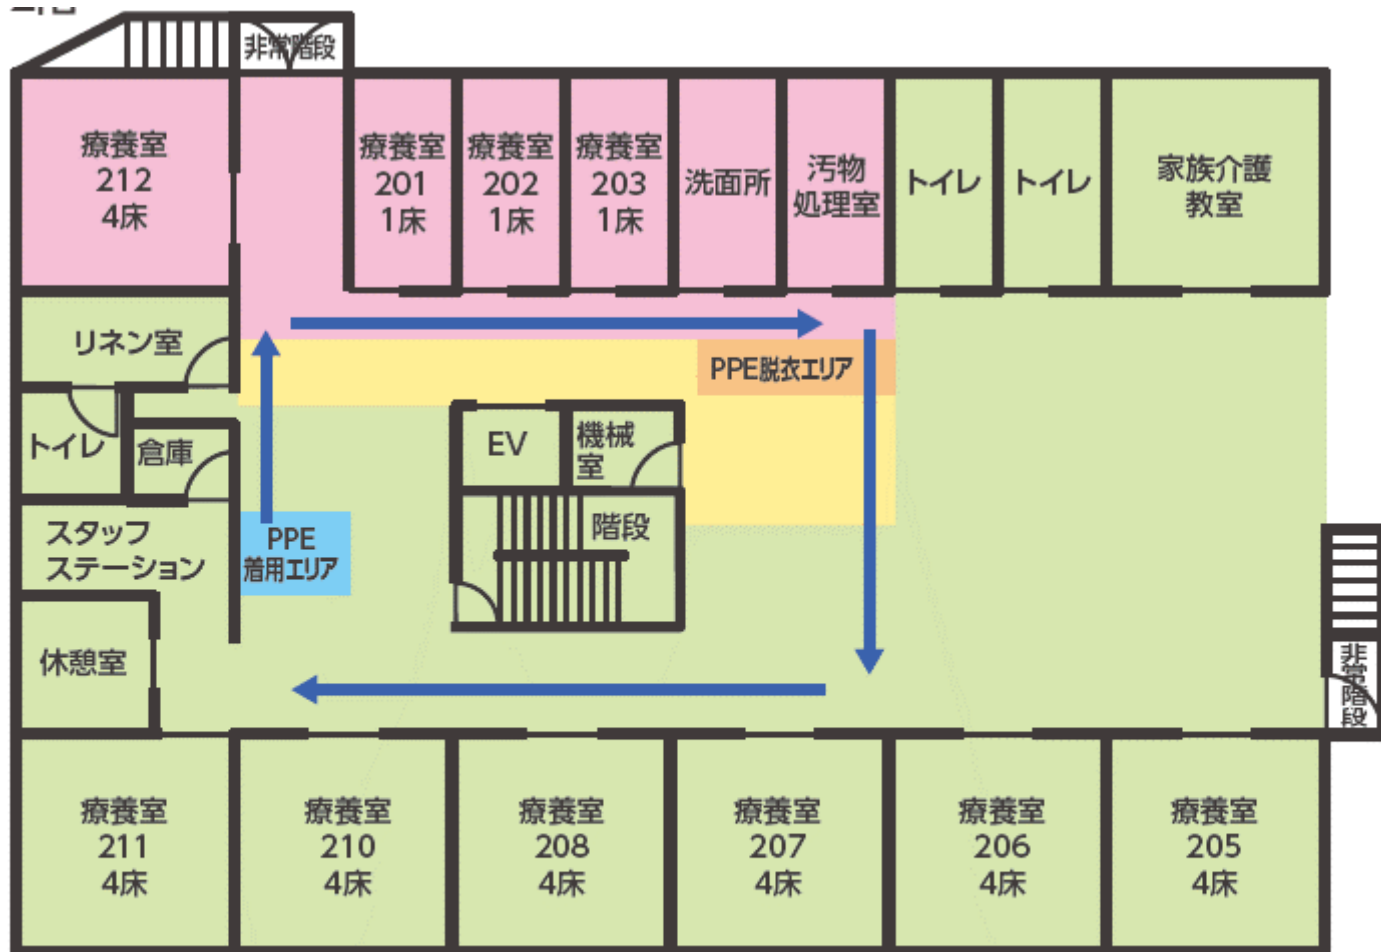 非常階段
療養室
212
4床
療養室
201
1床
療養室
202
1床
療養室
203
1床
洗面所
汚物
処理室
トイレ
トイレ
家族介護
教室
リネン室
PPE脱衣エリア
トイレ
倉庫
EV
機械
室
スタッフ
ステーション
PPE
着用エリア
階段
休憩室
非常階段
療養室
211
4床
療養室
210
4床
療養室
208
4床
療養室
207
4床
療養室
206
4床
療養室
205
4床